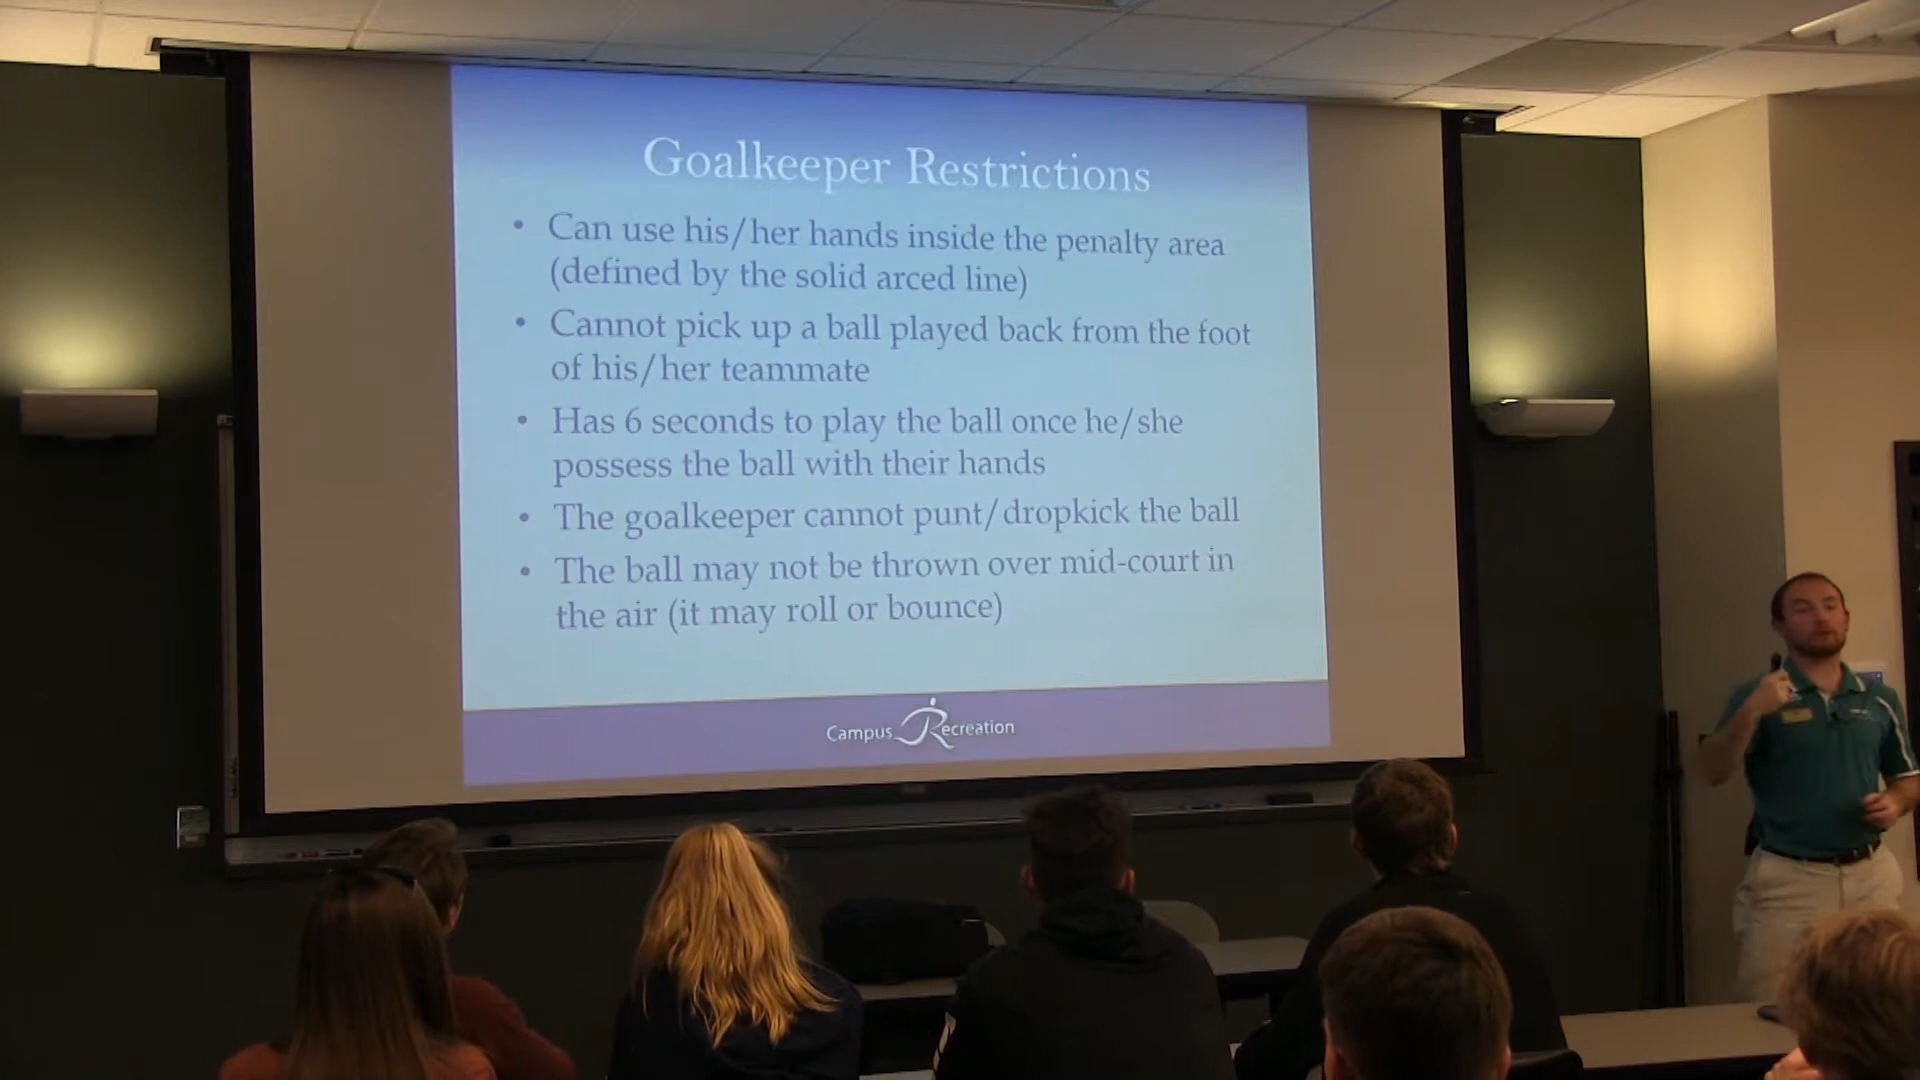 Goalkeeper Restrictions
• Can use his/her hands inside the penalty area
(defined by the solid arced line)
• Cannot pick up a ball played back from the foot
of his/her teammate
• Has 6 seconds to play the ball once he/she
possess the ball with their hands
• The goalkeeper cannot punt/dropkick the ball
• The ball may not be thrown over mid-court in
the air (it may roll or bounce)
Campus Recreation